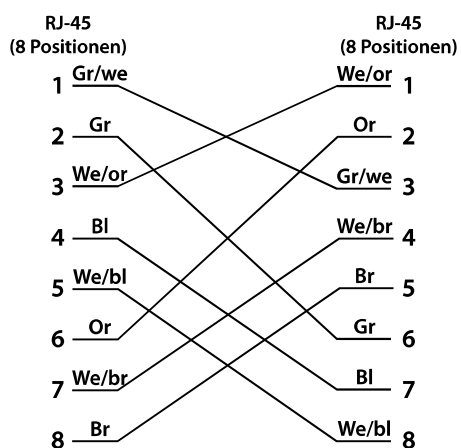 RJ-45 RJ-45
(8 Positionen) (8 Positionen)
1 Gr/we We/or 1
2 Gr Or 2
3 We/or Gr/we 3
4 Bl We/br 4
5 We/bl Br 5
6 Or Gr 6
7 We/br Bl 7
8 Br We/bl 8